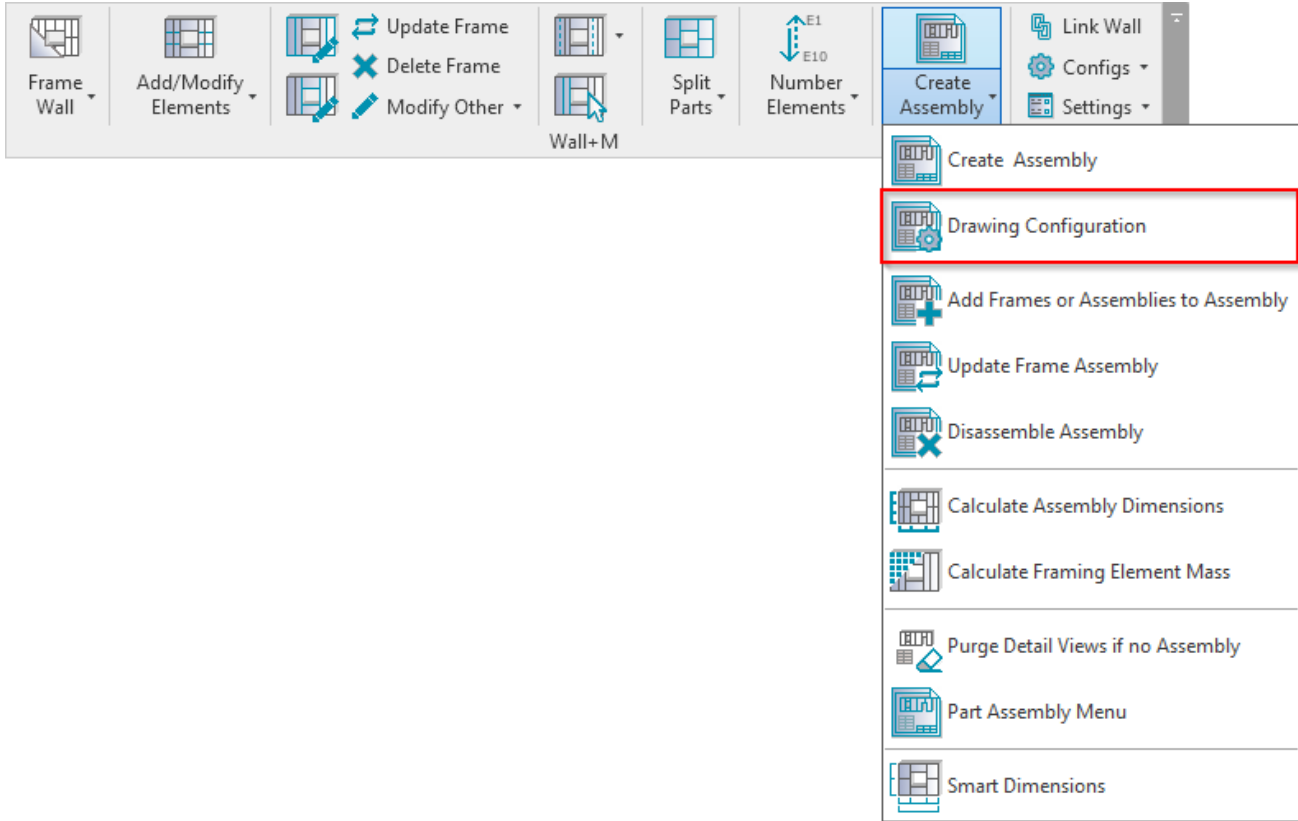 Frame
Wall
Add/Modify
Elements
Update Frame
Delete Frame
Modify Other
Split
Parts
E1
E10
Number
Elements
Create
Assembly
Link Wall
Configs
Settings
Wall+M
Create Assembly
Drawing Configuration
Add Frames or Assemblies to Assembly
Update Frame Assembly
Disassemble Assembly
Calculate Assembly Dimensions
Calculate Framing Element Mass
Purge Detail Views if no Assembly
Part Assembly Menu
Smart Dimensions